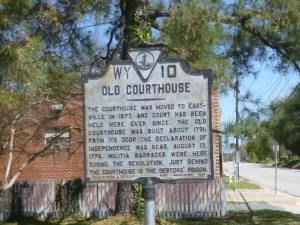 WY 10
OLD COURTHOUSE
THE COURTHOUSE WAS MOVED TO EAST-
VILLE IN 1677, AND COURT HAS BEEN
HELD HERE EVER SINCE. THE OLD
COURTHOUSE WAS BUILT ABOUT 1731;
FROM ITS DOOR THE DECLARATION OF
INDEPENDENCE WAS READ, AUGUST 13,
1776. MILITIA BARRACKS WERE HERE
DURING THE REVOLUTION. JUST BEHIND
THE COURTHOUSE IS THE DEBTORS' PRISON.